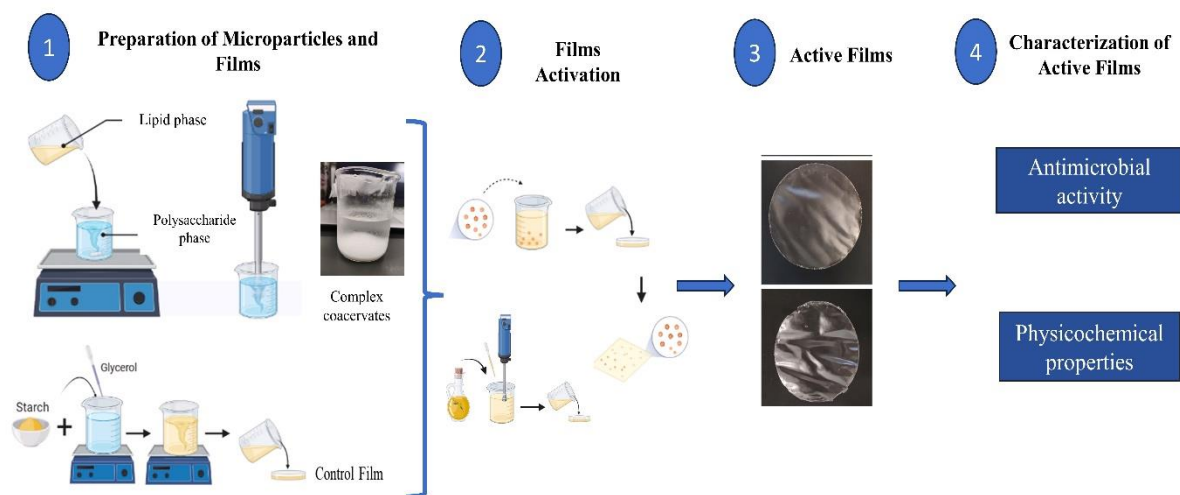 1
Preparation of Microparticles and
Films
Lipid phase
Polysaccharide
phase
Complex
coacervates
Glycerol
Starch
+
Control Film
2
Films
Activation
3
Active Films
4
Characterization of
Active Films
Antimicrobial
activity
Physicochemical
properties